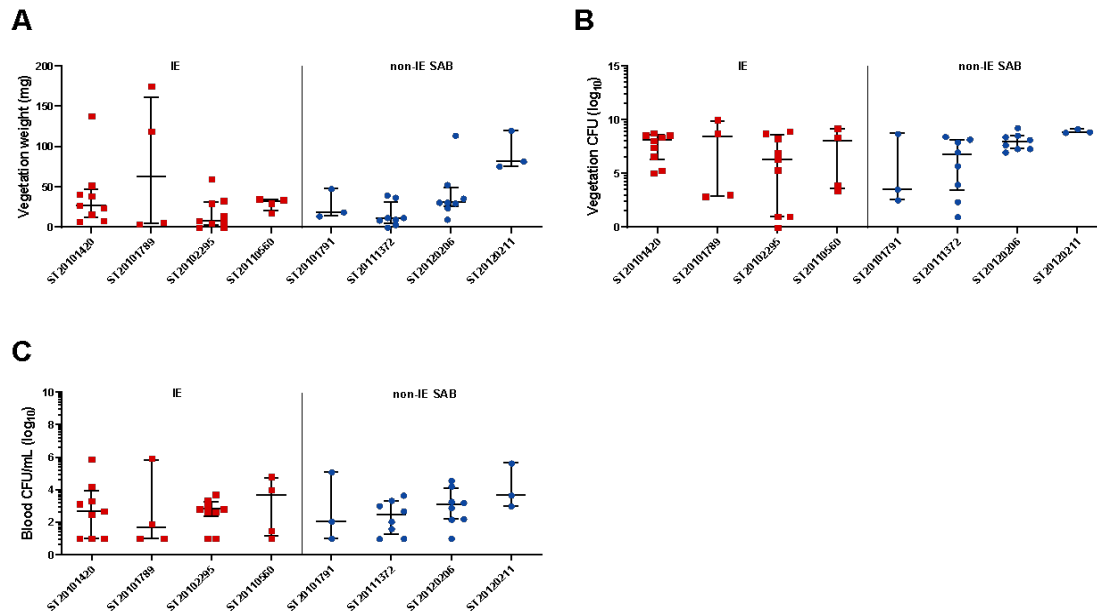 A
IE
non-IE SAB
Vegetation weight (mg)
200
150
100
50
0
ST20101420
ST20101789
ST20102295
ST20110560
ST20101791
ST20111372
ST20120206
ST20120211
B
IE
non-IE SAB
Vegetation CFU (log10)
15
10
5
0
ST20101420
ST20101789
ST20102295
ST20110560
ST20101791
ST20111372
ST20120206
ST20120211
C
IE
non-IE SAB
Blood CFU/mL (log10)
10
8
6
4
2
0
ST20101420
ST20101789
ST20102295
ST20110560
ST20101791
ST20111372
ST20120206
ST20120211